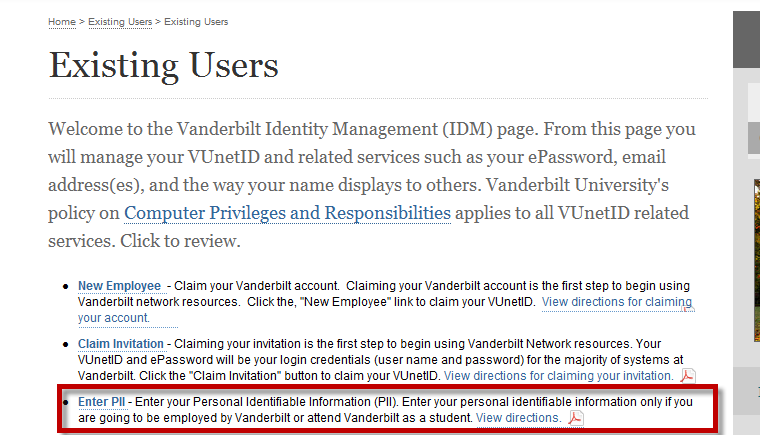 Home > Existing Users > Existing Users
Existing Users
Welcome to the Vanderbilt Identity Management (IDM) page. From this page you
will manage your VUnetID and related services such as your ePassword, email
address(es), and the way your name displays to others. Vanderbilt University's
policy on Computer Privileges and Responsibilities applies to all VUnetID related
services. Click to review.
• New Employee - Claim your Vanderbilt account. Claiming your Vanderbilt account is the first step to begin using
Vanderbilt network resources. Click the, "New Employee" link to claim your VUnetID. View directions for claiming
your account.
• Claim Invitation - Claiming your invitation is the first step to begin using Vanderbilt Network resources. Your
VUnetID and ePassword will be your login credentials (user name and password) for the majority of systems at
Vanderbilt. Click the "Claim Invitation" button to claim your VUnetID. View directions for claiming your invitation.
• Enter PII - Enter your Personal Identifiable Information (PII). Enter your personal identifiable information only if you
are going to be employed by Vanderbilt or attend Vanderbilt as a student. View directions.